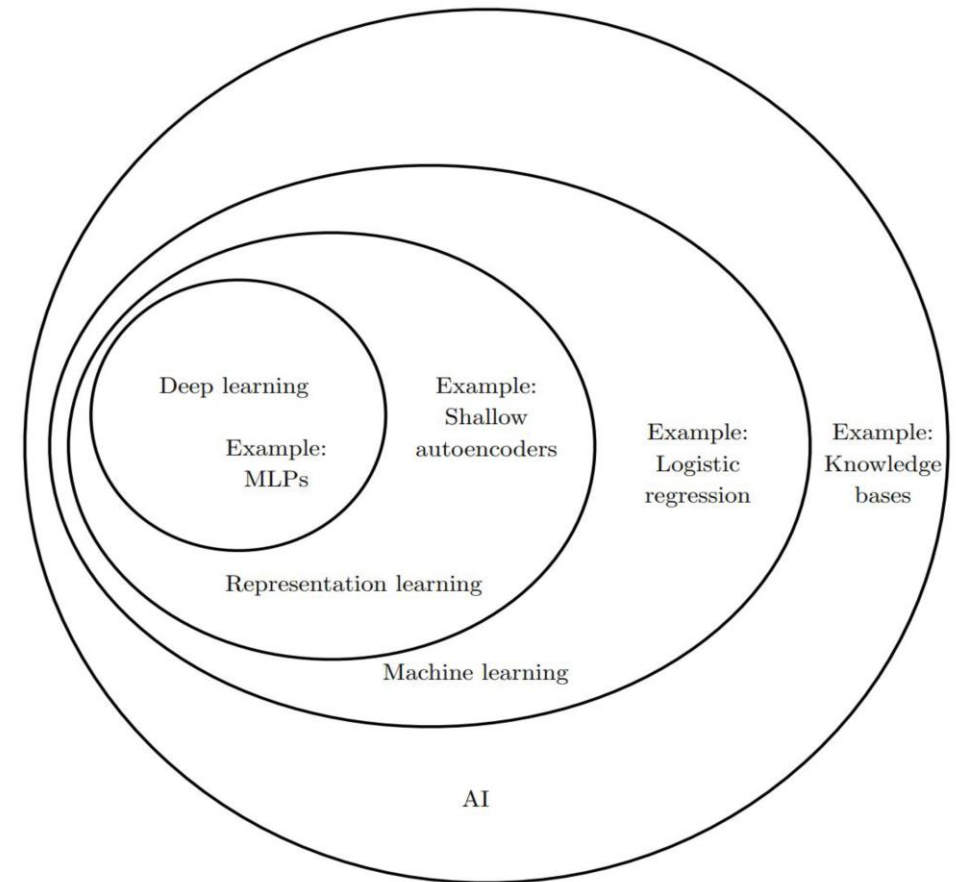 Deep learning
Example:
MLPs
Example:
Shallow
autoencoders
Example:
Logistic
regression
Example:
Knowledge
bases
Representation learning
Machine learning
AI